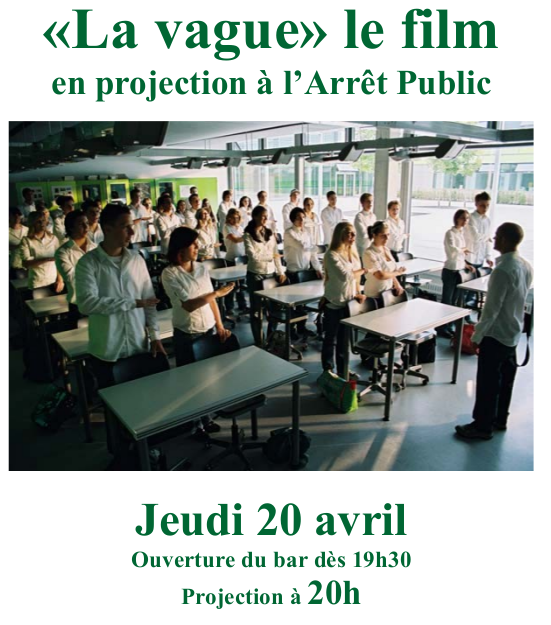 «La vague» le film
en projection à l’Arrêt Public
Jeudi 20 avril
Ouverture du bar dès 19h30
Projection à 20h